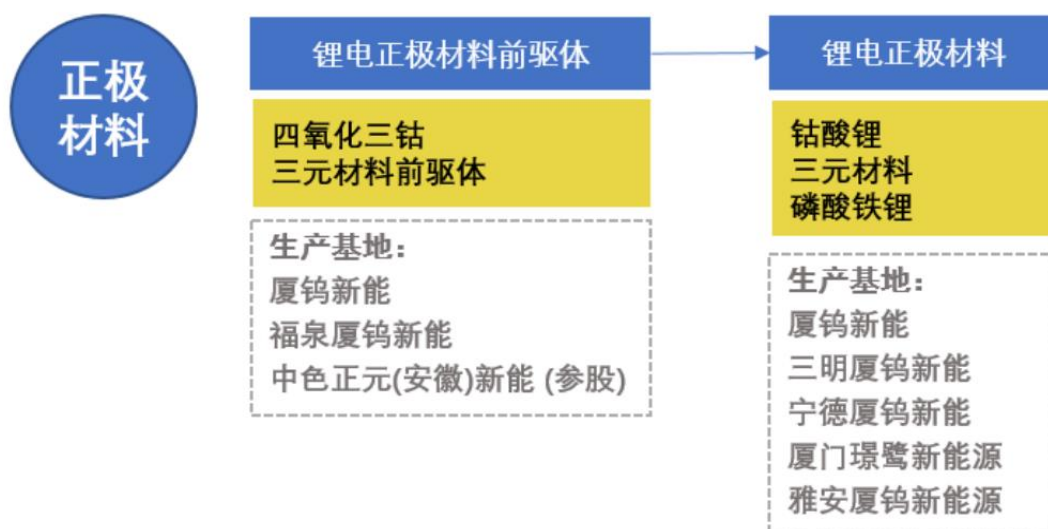 正极
材料
锂电正极材料前驱体
四氧化三钴
三元材料前驱体
生产基地:
厦钨新能
福泉厦钨新能
中色正元(安徽)新能 (参股)
锂电正极材料
钴酸锂
三元材料
磷酸铁锂
生产基地:
厦钨新能
三明厦钨新能
宁德厦钨新能
厦门璟鹭新能源
雅安厦钨新能源